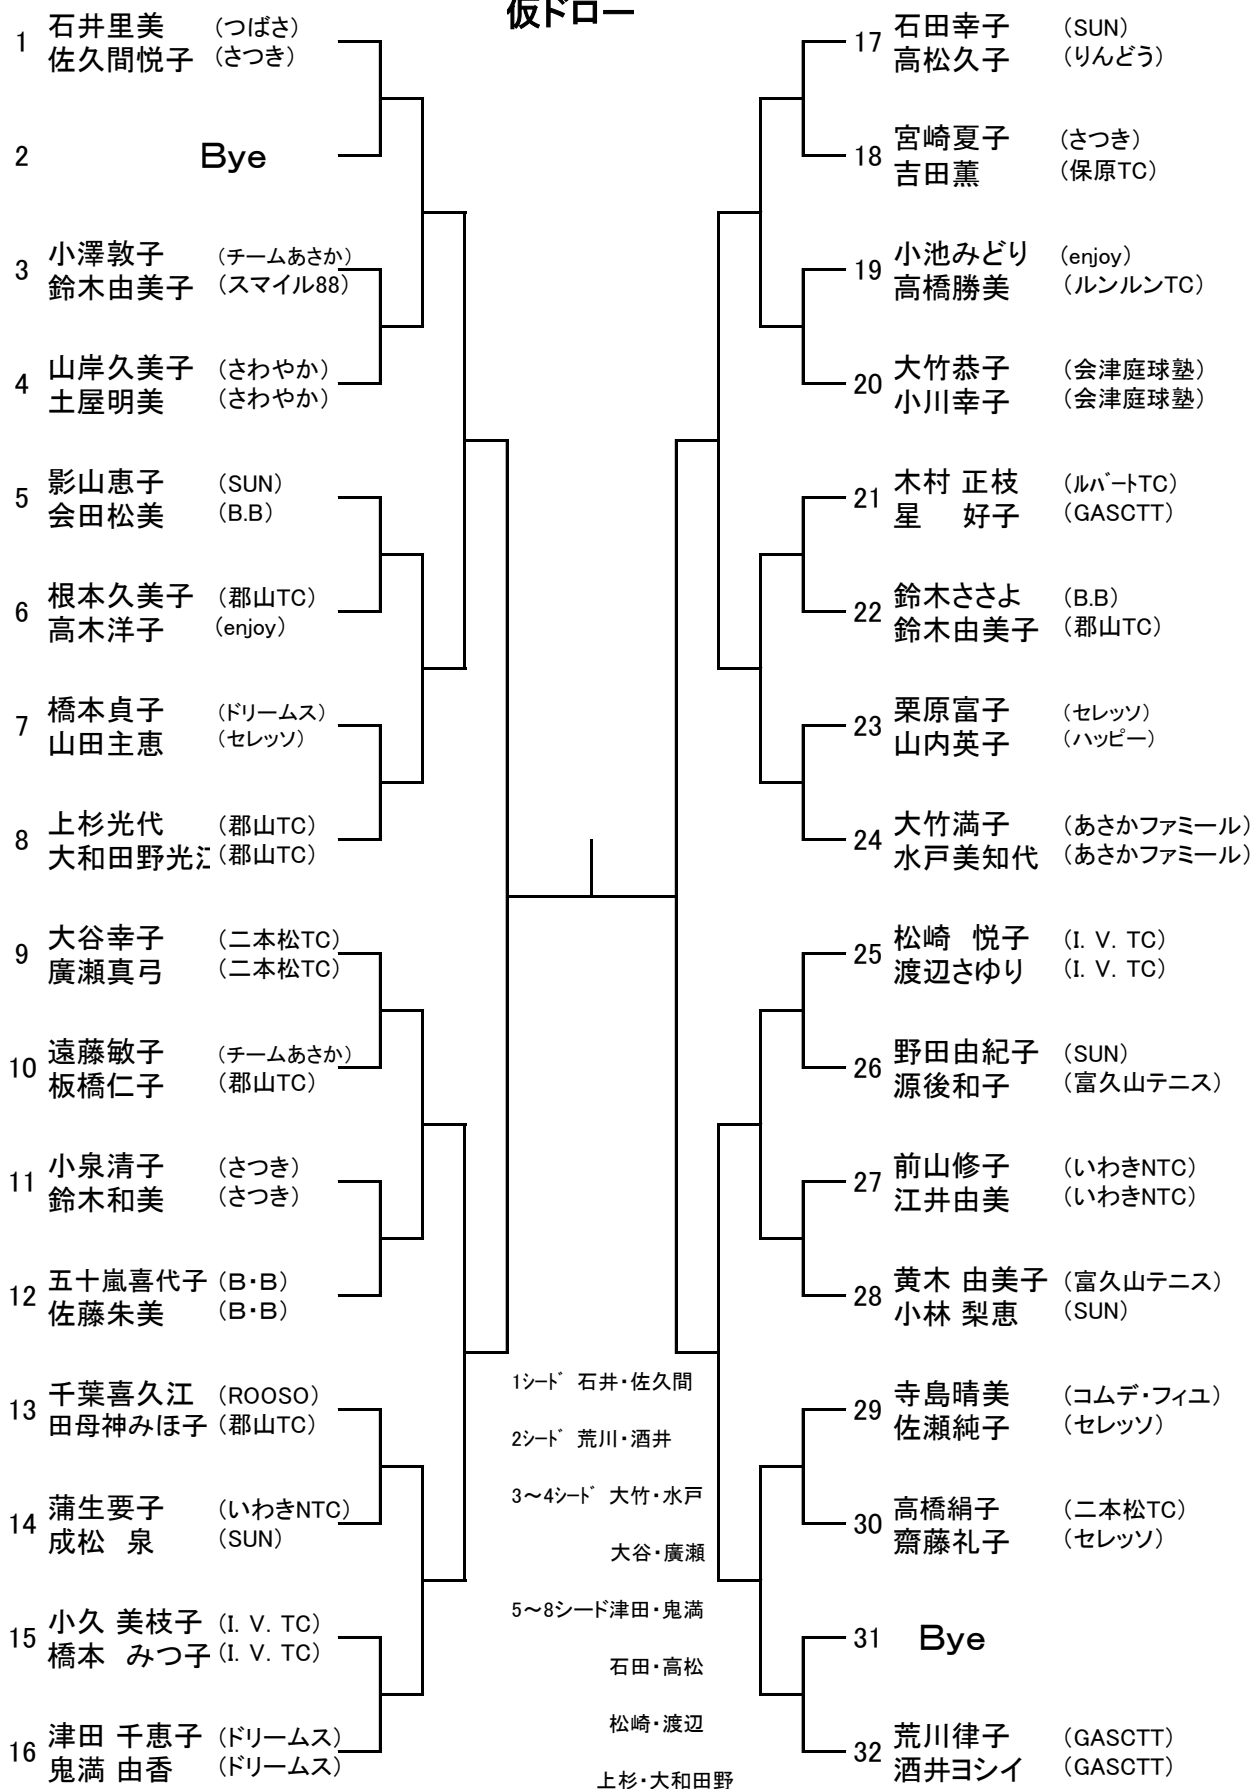 仮ドロー
1 石井里美 (つばさ)
佐久間悦子 (さつき)
2 Bye
3 小澤敦子 (チームあさか)
鈴木由美子 (スマイル88)
4 山岸久美子 (さわやか)
土屋明美 (さわやか)
5 影山恵子 (SUN)
会田松美 (B.B)
6 根本久美子 (郡山TC)
高木洋子 (enjoy)
7 橋本貞子 (ドリームス)
山田主恵 (セレッソ)
8 上杉光代 (郡山TC)
大和田野光江 (郡山TC)
9 大谷幸子 (二本松TC)
廣瀬真弓 (二本松TC)
10 遠藤敏子 (チームあさか)
板橋仁子 (郡山TC)
11 小泉清子 (さつき)
鈴木和美 (さつき)
12 五十嵐喜代子 (B・B)
佐藤朱美 (B・B)
13 千葉喜久江 (ROOSO)
田母神みほ子 (郡山TC)
14 蒲生要子 (いわきNTC)
成松 泉 (SUN)
15 小久 美枝子 (I. V. TC)
橋本 みつ子 (I. V. TC)
16 津田 千恵子 (ドリームス)
鬼満 由香 (ドリームス)
17 石田幸子 (SUN)
高松久子 (りんどう)
18 宮崎夏子 (さつき)
吉田薫 (保原TC)
19 小池みどり (enjoy)
高橋勝美 (ルンルンTC)
20 大竹恭子 (会津庭球塾)
小川幸子 (会津庭球塾)
21 木村 正枝 (ルバートTC)
星 好子 (GASCTT)
22 鈴木ささよ (B.B)
鈴木由美子 (郡山TC)
23 栗原富子 (セレッソ)
山内英子 (ハッピー)
24 大竹満子 (あさかファミール)
水戸美知代 (あさかファミール)
25 松崎 悦子 (I. V. TC)
渡辺さゆり (I. V. TC)
26 野田由紀子 (SUN)
源後和子 (富久山テニス)
27 前山修子 (いわきNTC)
江井由美 (いわきNTC)
28 黄木 由美子 (富久山テニス)
小林 梨恵 (SUN)
29 寺島晴美 (コムデ・フィユ)
佐瀬純子 (セレッソ)
30 高橋絹子 (二本松TC)
齋藤礼子 (セレッソ)
31 Bye
32 荒川律子 (GASCTT)
酒井ヨシイ (GASCTT)
1シード 石井・佐久間
2シード 荒川・酒井
3～4シード 大竹・水戸
大谷・廣瀬
5～8シード津田・鬼満
石田・高松
松崎・渡辺
上杉・大和田野